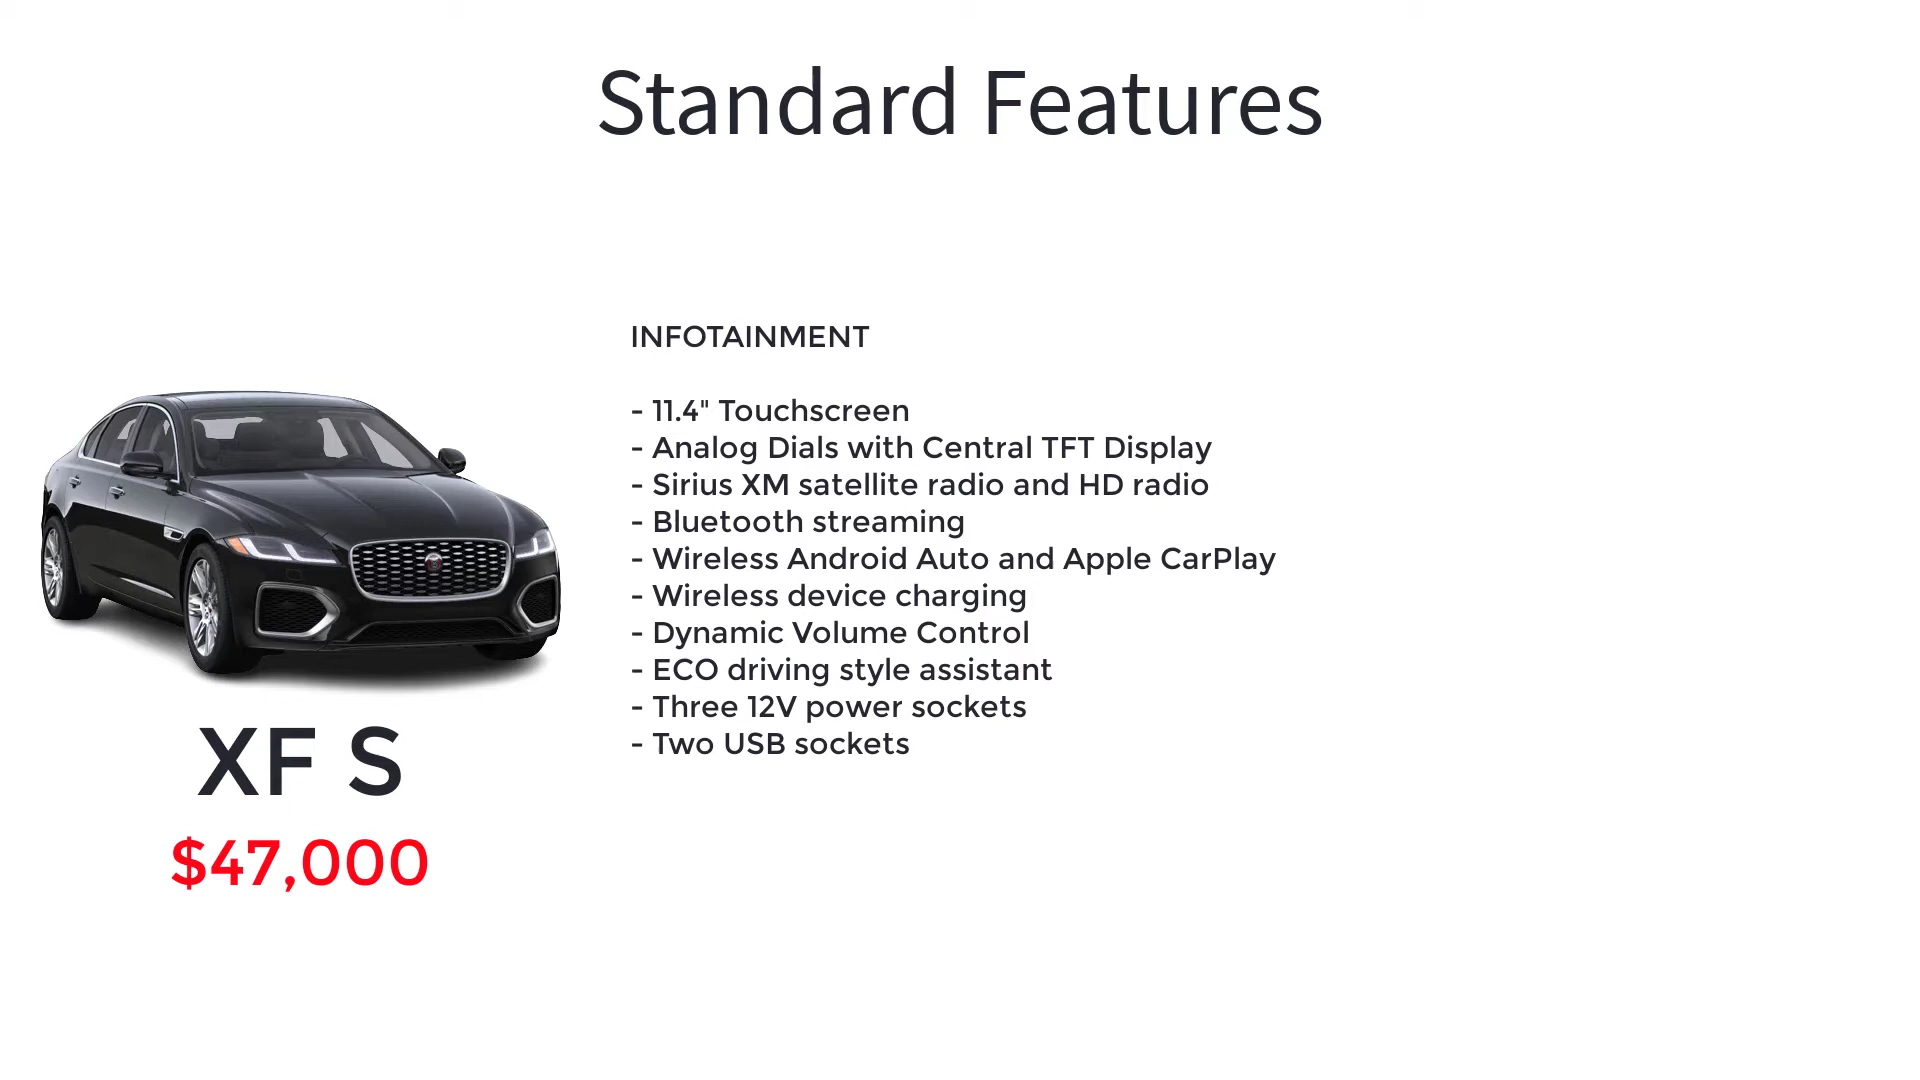 Standard Features
INFOTAINMENT
- 11.4" Touchscreen
- Analog Dials with Central TFT Display
- Sirius XM satellite radio and HD radio
- Bluetooth streaming
- Wireless Android Auto and Apple CarPlay
- Wireless device charging
- Dynamic Volume Control
- ECO driving style assistant
- Three 12V power sockets
- Two USB sockets
XF S
$47,000